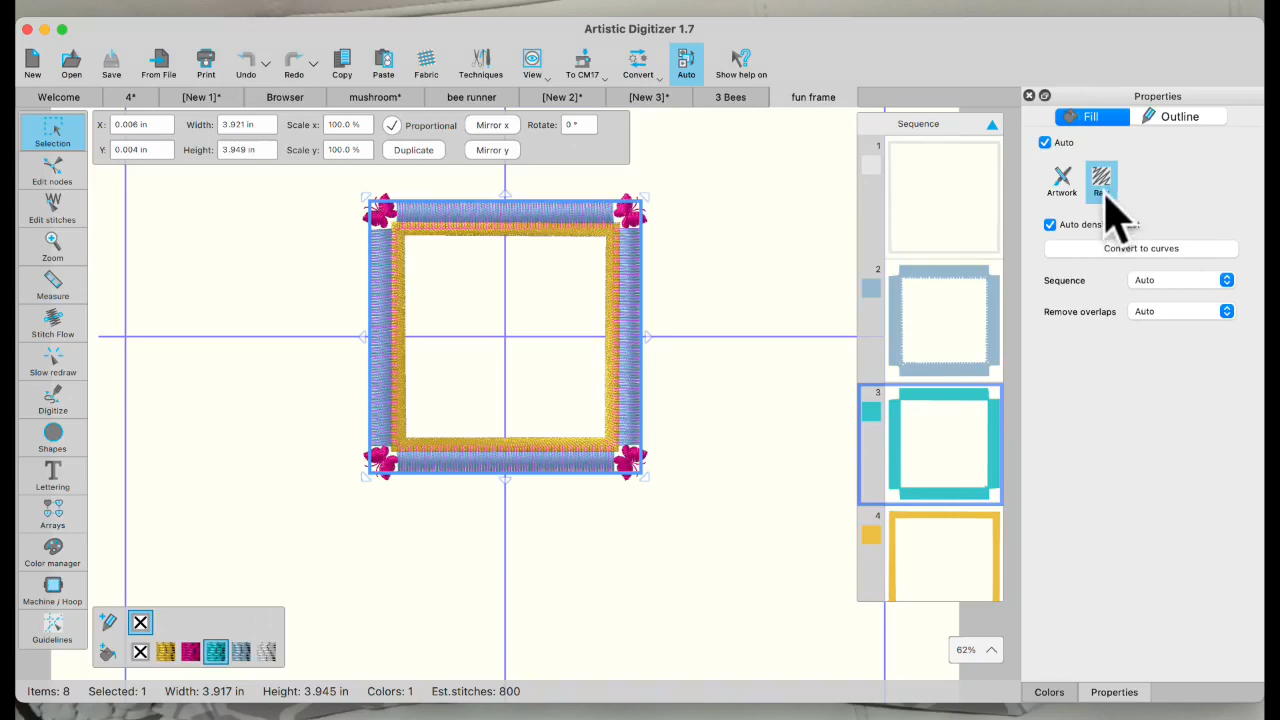 Artistic Digitizer 1.7
New Open Save From File Print Undo Redo Copy Paste Fabric Techniques View To CM17 Convert Auto Show help on
Welcome 4* [New 1]* Browser mushroom* bee runner [New 2]* [New 3]* 3 Bees fun frame
X: 0.006 in Width: 3.921 in Scale x: 100.0 % Proportional Mirror x Rotate: 0 °
Y: 0.004 in Height: 3.949 in Scale y: 100.0 % Duplicate Mirror y
Selection
Edit nodes
Edit stitches
Zoom
Measure
Stitch Flow
Slow redraw
Digitize
Shapes
Lettering
Arrays
Color manager
Machine / Hoop
Guidelines
Sequence
1
2
3
4
62%
Properties
Fill Outline
Auto
Artwork
Auto
Convert to curves
Sequence Auto
Remove overlaps Auto
Items: 8 Selected: 1 Width: 3.917 in Height: 3.945 in Colors: 1 Est.stitches: 800
Colors Properties